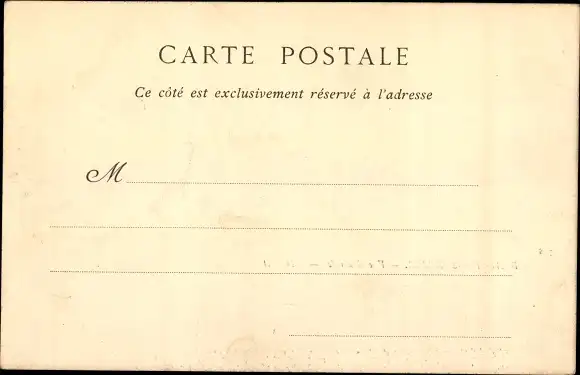 CARTE POSTALE
Ce côté est exclusivement réservé à l'adresse
M